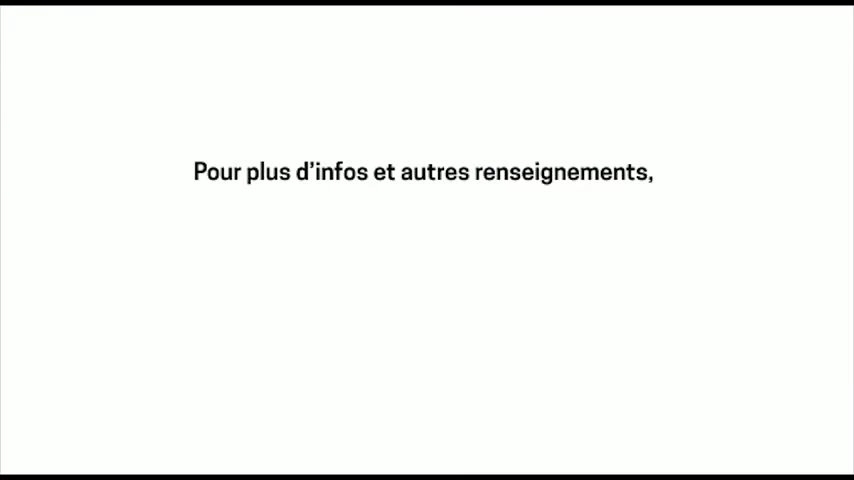 Pour plus d’infos et autres renseignements,